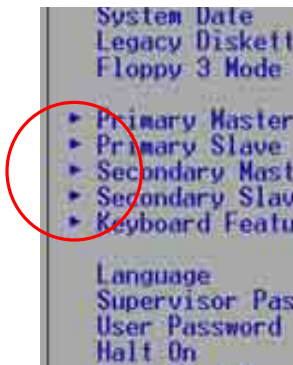 System Date
Legacy Diskett
Floppy 3 Mode
Primary Master
Primary Slave
Secondary Mast
Secondary Slav
Keyboard Featu
Language
Supervisor Pas
User Password
Halt On